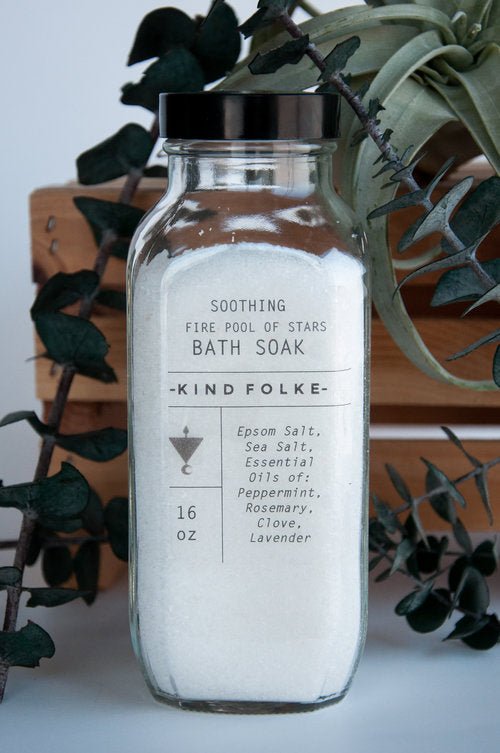 SOOTHING
FIRE POOL OF STARS
BATH SOAK
-KIND FOLKE-
Epsom Salt,
Sea Salt,
Essential
Oils of:
Peppermint,
Rosemary,
Clove,
Lavender
16
oz